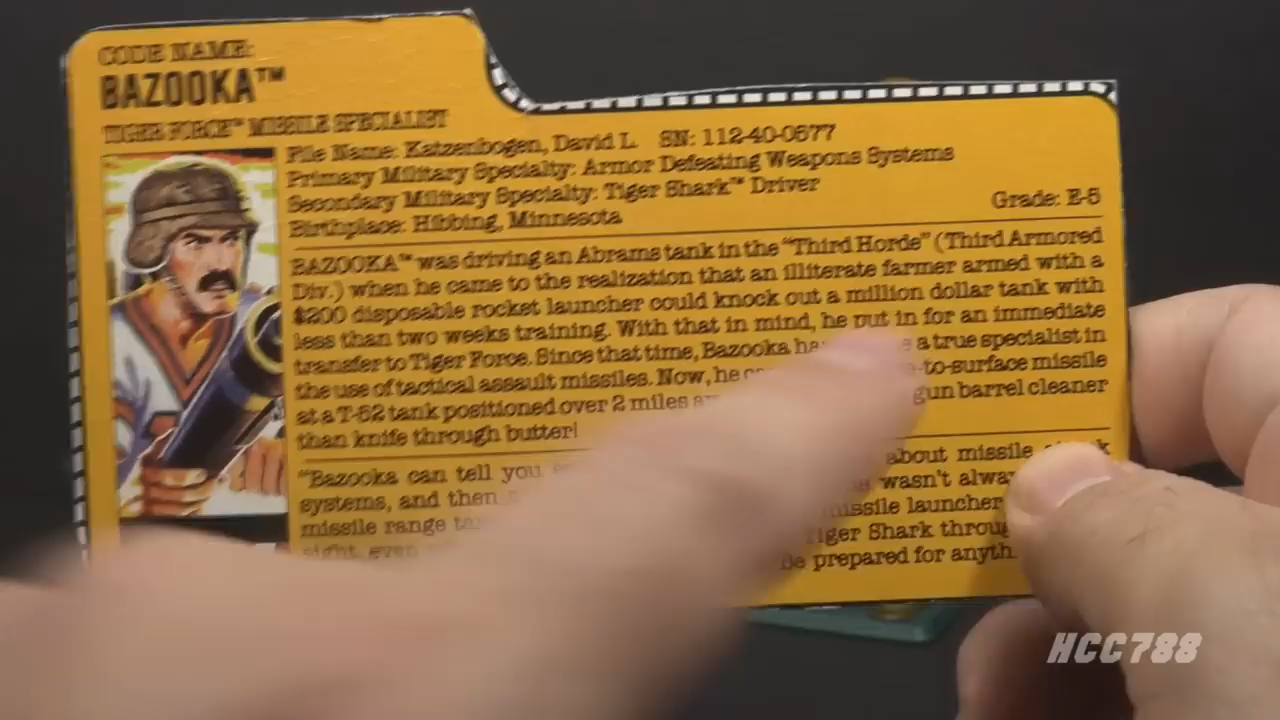 CODE NAME:
BAZOOKA™
TIGER FORCE™ MISSILE SPECIALIST
File Name: Katzenbogen, David L. SN: 112-40-0577
Primary Military Specialty: Armor Defeating Weapons Systems
Secondary Military Specialty: Tiger Shark™ Driver
Birthplace: Hibbing, Minnesota Grade: E-5
BAZOOKA™ was driving an Abrams tank in the "Third Horde" (Third Armored
Div.) when he came to the realization that an illiterate farmer armed with a
$200 disposable rocket launcher could knock out a million dollar tank with
less than two weeks training. With that in mind, he put in for an immediate
transfer to Tiger Force. Since that time, Bazooka a true specialist in
the use of tactical assault missiles. Now, he -to-surface missile
at a T-62 tank positioned over 2 miles gun barrel cleaner
than knife through butter!
"Bazooka can tell you about missile
systems, and then wasn't
missile range missile launcher
sight, even Tiger Shark
Be prepared for
HCC788